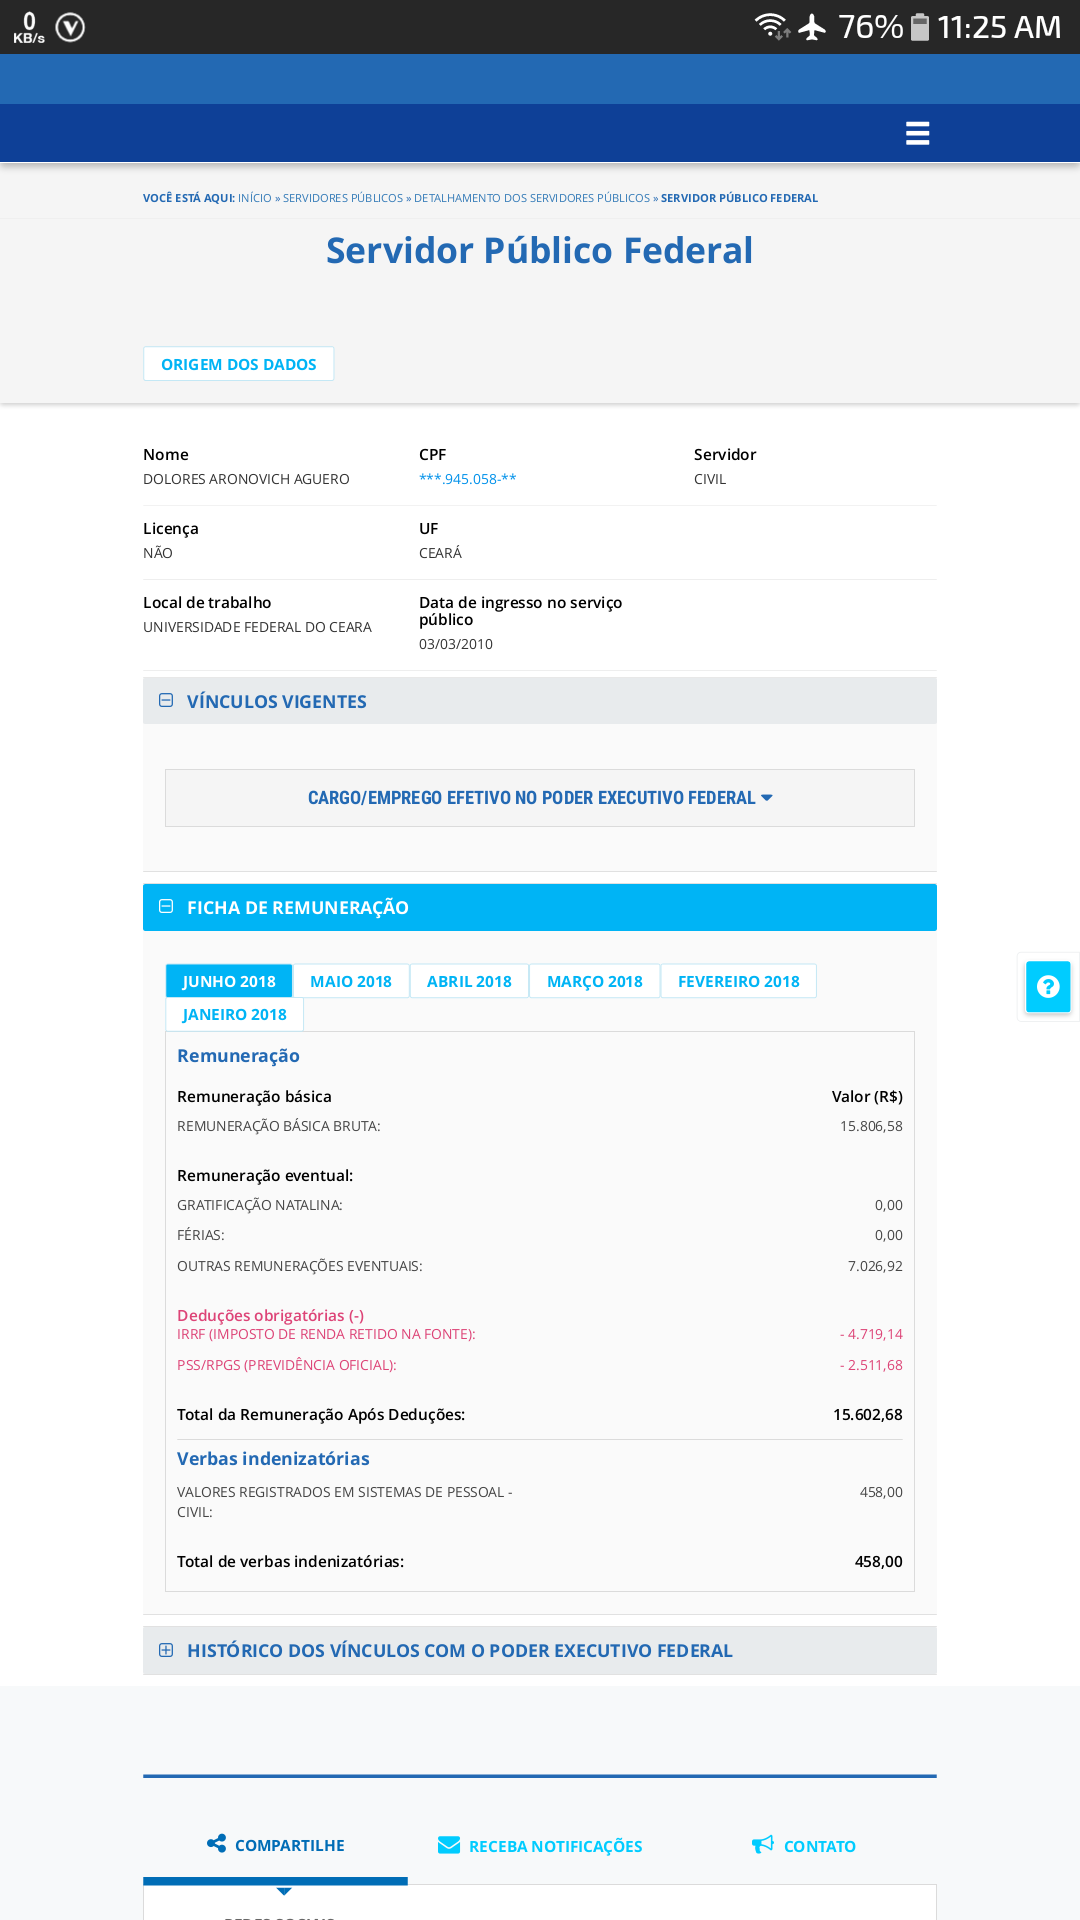 0
KB/s
V
76%
11:25 AM
VOCÊ ESTÁ AQUI: INÍCIO » SERVIDORES PÚBLICOS » DETALHAMENTO DOS SERVIDORES PÚBLICOS » SERVIDOR PÚBLICO FEDERAL
Servidor Público Federal
ORIGEM DOS DADOS
Nome
DOLORES ARONOVICH AGUERO
CPF
***.945.058-**
Servidor
CIVIL
Licença
NÃO
UF
CEARÁ
Local de trabalho
UNIVERSIDADE FEDERAL DO CEARA
Data de ingresso no serviço
público
03/03/2010
VÍNCULOS VIGENTES
CARGO/EMPREGO EFETIVO NO PODER EXECUTIVO FEDERAL
FICHA DE REMUNERAÇÃO
JUNHO 2018 MAIO 2018 ABRIL 2018 MARÇO 2018 FEVEREIRO 2018
JANEIRO 2018
?
Remuneração
Remuneração básica Valor (R$)
REMUNERAÇÃO BÁSICA BRUTA: 15.806,58
Remuneração eventual:
GRATIFICAÇÃO NATALINA: 0,00
FÉRIAS: 0,00
OUTRAS REMUNERAÇÕES EVENTUAIS: 7.026,92
Deduções obrigatórias (-)
IRRF (IMPOSTO DE RENDA RETIDO NA FONTE): - 4.719,14
PSS/RPGS (PREVIDÊNCIA OFICIAL): - 2.511,68
Total da Remuneração Após Deduções: 15.602,68
Verbas indenizatórias
VALORES REGISTRADOS EM SISTEMAS DE PESSOAL - 458,00
CIVIL:
Total de verbas indenizatórias: 458,00
HISTÓRICO DOS VÍNCULOS COM O PODER EXECUTIVO FEDERAL
COMPARTILHE RECEBA NOTIFICAÇÕES CONTATO